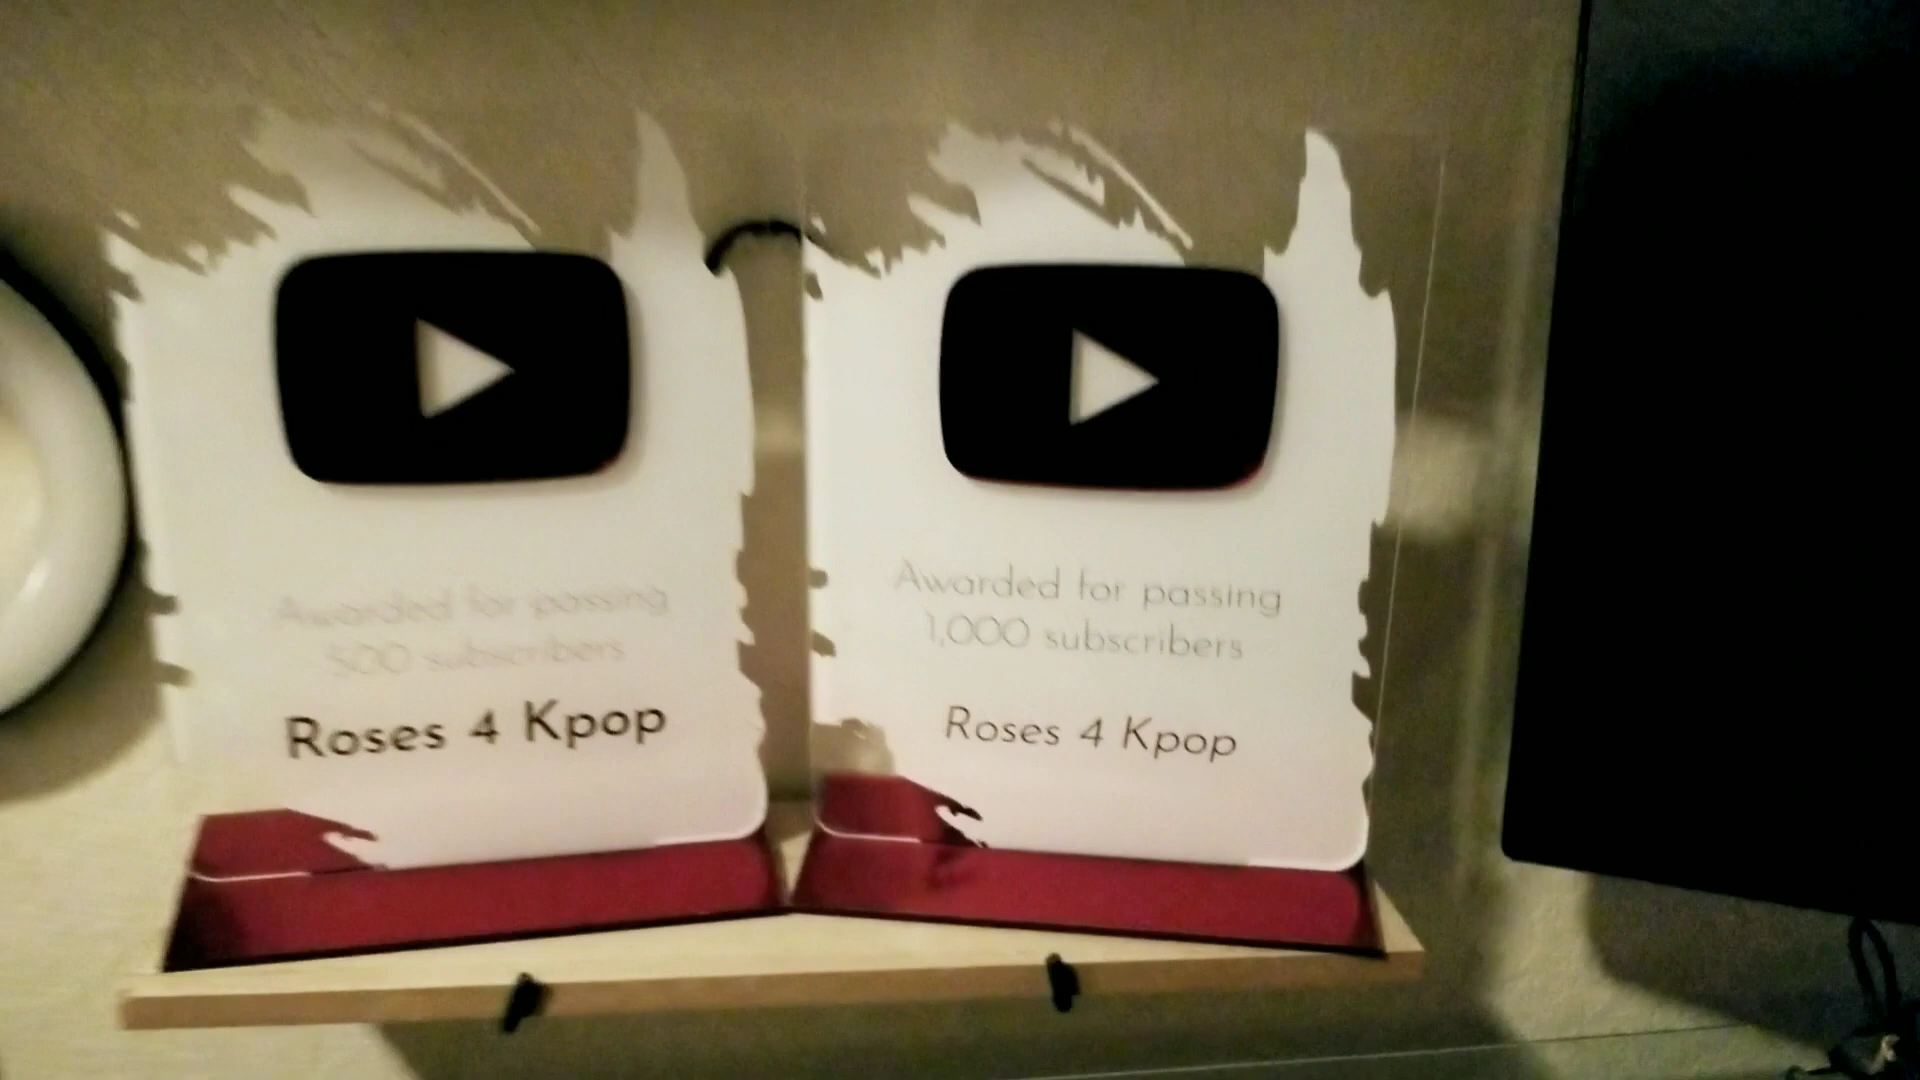 Awarded for passing
500 subscribers
Roses 4 Kpop
Awarded for passing
1,000 subscribers
Roses 4 Kpop